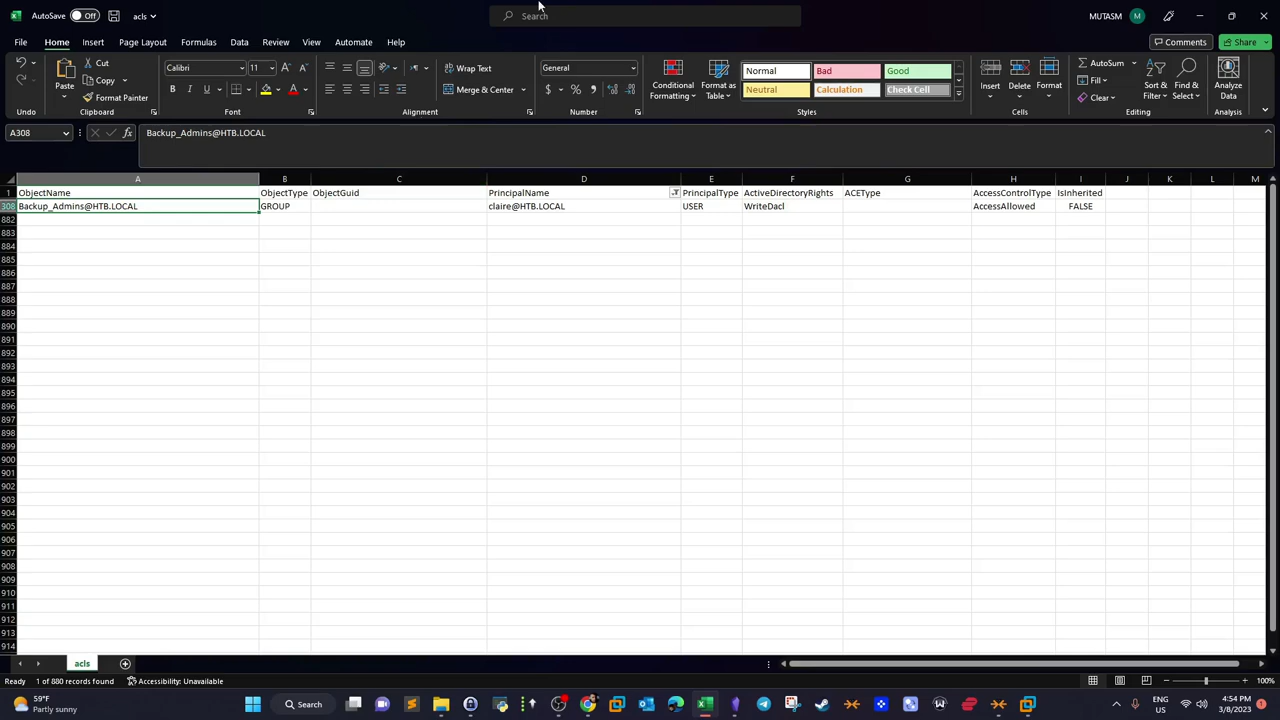 AutoSave Off acls Search MUTASM M
File Home Insert Page Layout Formulas Data Review View Automate Help Comments Share
Paste Cut Copy Format Painter Calibri 11 B I U Wrap Text Merge & Center General $ % Conditional Formatting Format as Table Normal Bad Good Neutral Calculation Check Cell Insert Delete Format AutoSum Fill Clear Sort & Filter Find & Select Analyze Data
Undo Clipboard Font Alignment Number Styles Cells Editing Analysis
A308 fx Backup_Admins@HTB.LOCAL
A B C D E F G H I J K L M
1 ObjectName ObjectType ObjectGuid PrincipalName PrincipalType ActiveDirectoryRights ACEType AccessControlType IsInherited
308 Backup_Admins@HTB.LOCAL GROUP claire@HTB.LOCAL USER WriteDacl AccessAllowed FALSE
882
883
884
885
886
887
888
889
890
891
892
893
894
895
896
897
898
899
900
901
902
903
904
905
906
907
908
909
910
911
912
913
914
acls
Ready 1 of 880 records found Accessibility: Unavailable 100%
59°F
Partly sunny
Search
ENG
US
4:54 PM
3/8/2023